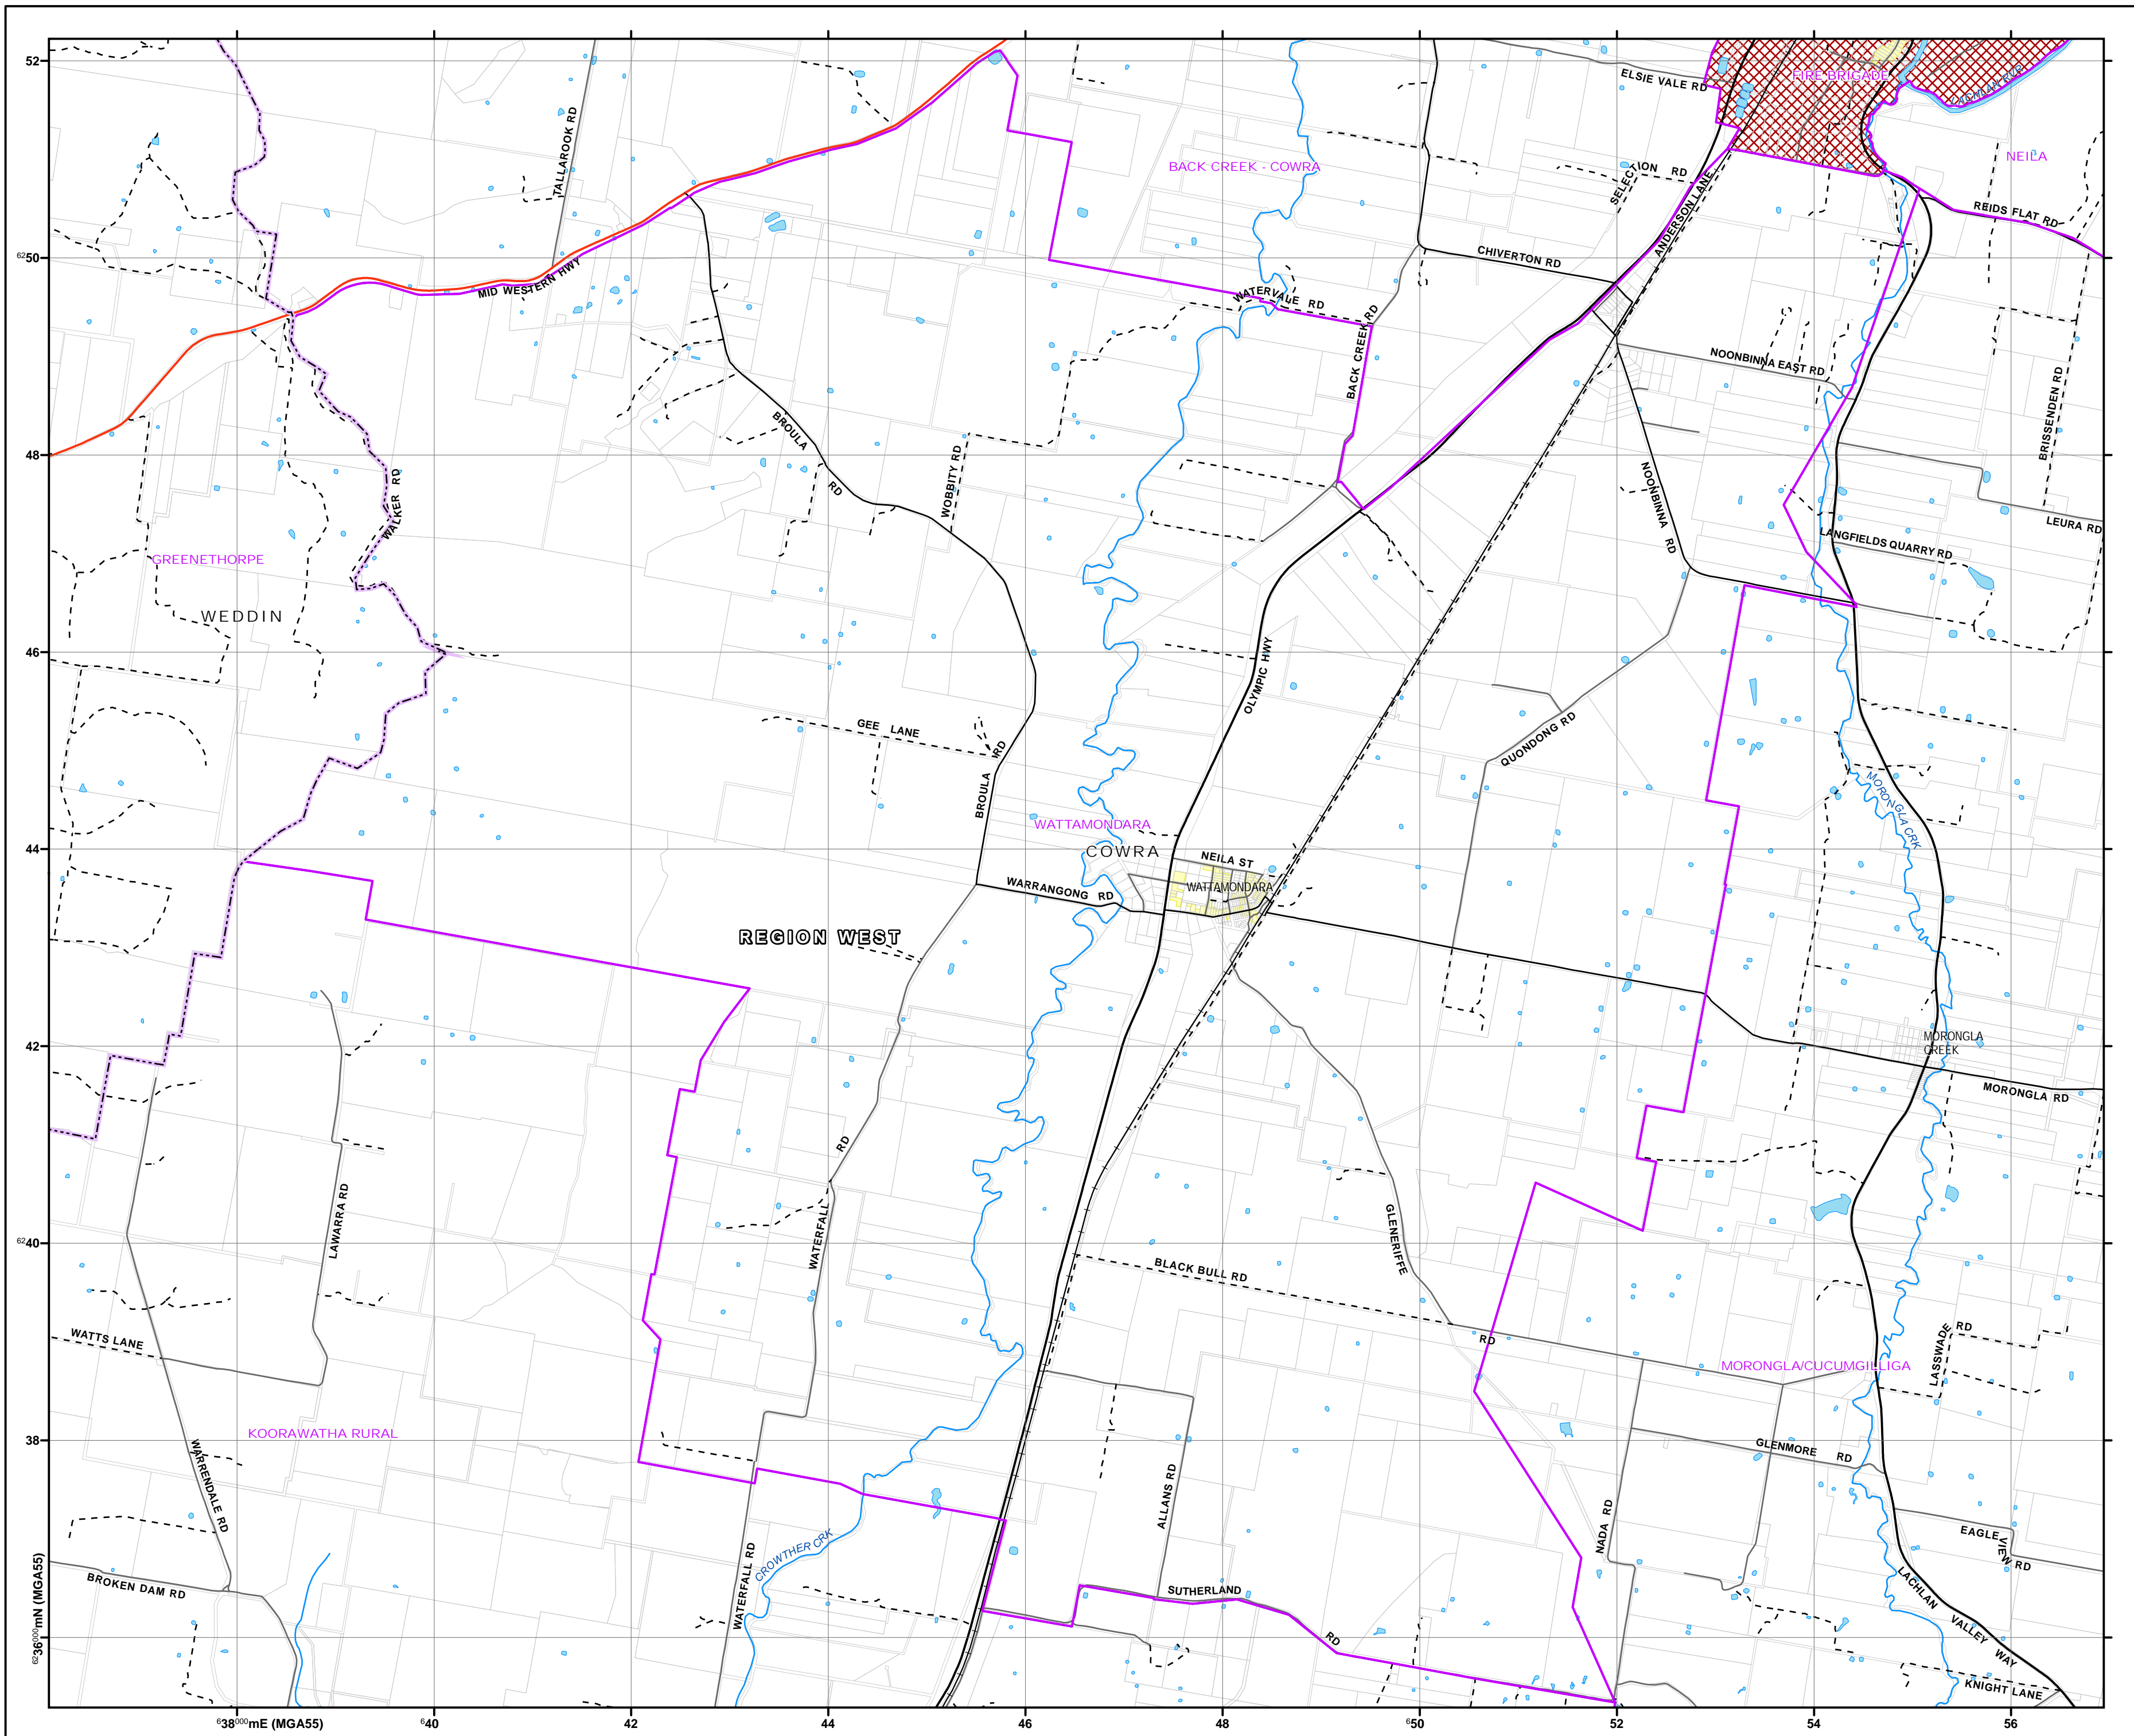 52
ELSIE VALE RD
FIRE BRIGADE
LACHLAN RVR
TALLAROOK RD
BACK CREEK - COWRA
SELECTION RD
NEILA
ANDERSON LANE
REIDS FLAT RD
6250
CHIVERTON RD
MID WESTERN HWY
WATERVALE RD
BACK CREEK RD
NOONBINNA EAST RD
BRISSENDEN RD
BROULA RD
48
WOBBITY RD
WALKER RD
NOONBINNA RD
LEURA RD
LANGFIELDS QUARRY RD
GREENETHORPE
WEDDIN
46
OLYMPIC HWY
GEE LANE
QUONDONG RD
BROULA RD
MORONGLA CRK
WATTAMONDARA
44
COWRA
NEILA ST
WARRANGONG RD
WATTAMONDARA
REGION WEST
42
MORONGLA
CREEK
MORONGLA RD
WATERFALL RD
LAWARRA RD
GLENERIFFE RD
6240
BLACK BULL RD
WATTS LANE
LASSWADE RD
MORONGLA/CUCUMGILLIGA
KOORAWATHA RURAL
38
GLENMORE RD
WARRENDALE RD
ALLANS RD
NADA RD
EAGLE VIEW RD
CROWTHER CRK
WATERFALL RD
BROKEN DAM RD
SUTHERLAND RD
LACHLAN VALLEY WAY
6236000mN (MGA55)
KNIGHT LANE
638000mE (MGA55)
640
42
44
46
48
650
52
54
56